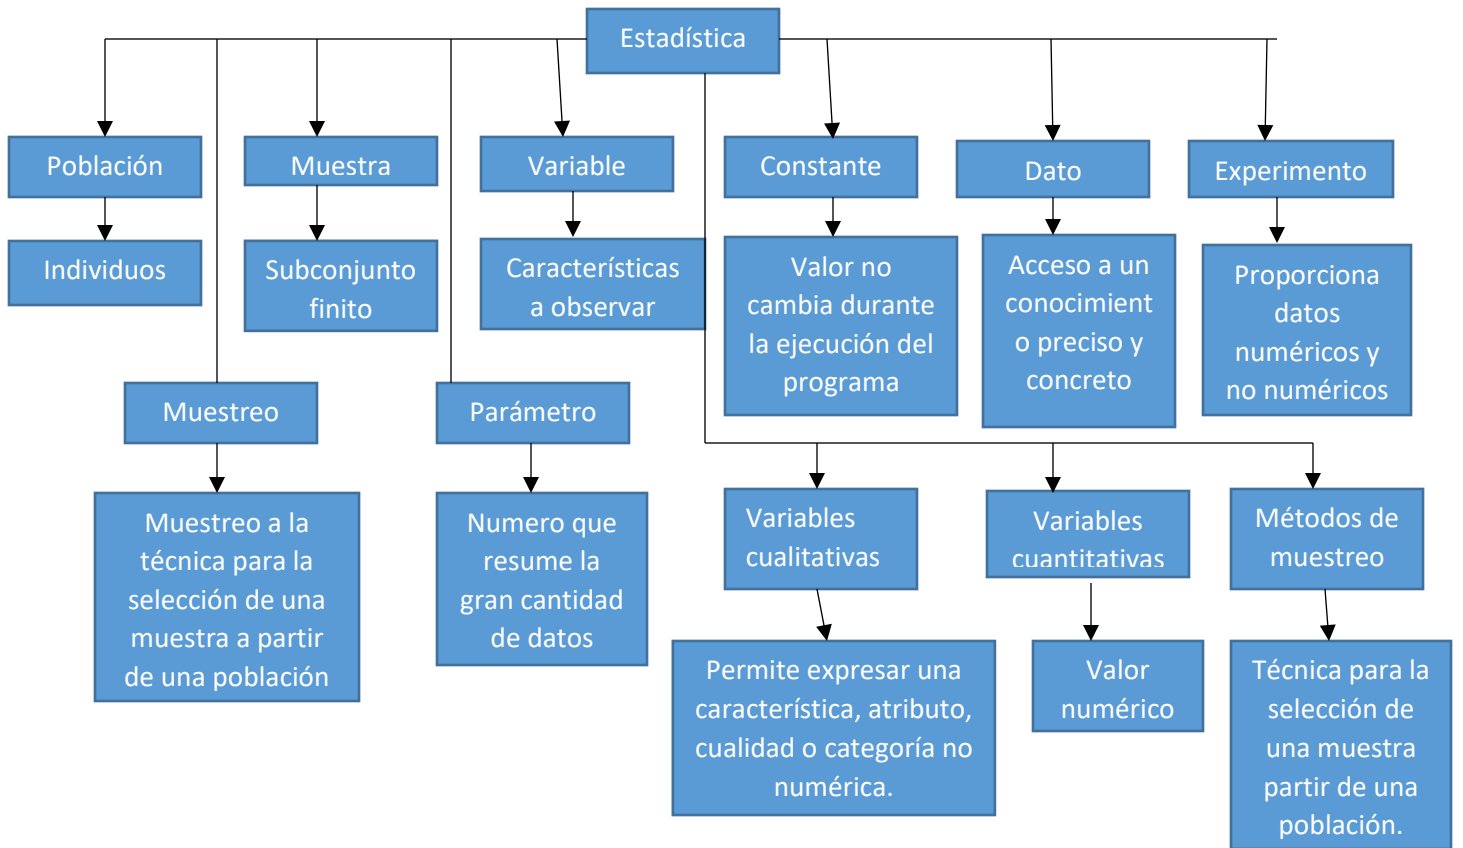 Estadística
Población
Muestra
Variable
Constante
Dato
Experimento
Individuos
Subconjunto
finito
Características
a observar
Valor no
cambia durante
la ejecución del
programa
Acceso a un
conocimient
o preciso y
concreto
Proporciona
datos
numéricos y
no numéricos
Muestreo
Parámetro
Muestreo a la
técnica para la
selección de una
muestra a partir
de una población
Numero que
resume la
gran cantidad
de datos
Variables
cualitativas
Variables
cuantitativas
Métodos de
muestreo
Permite expresar una
característica, atributo,
cualidad o categoría no
numérica.
Valor
numérico
Técnica para la
selección de
una muestra
partir de una
población.